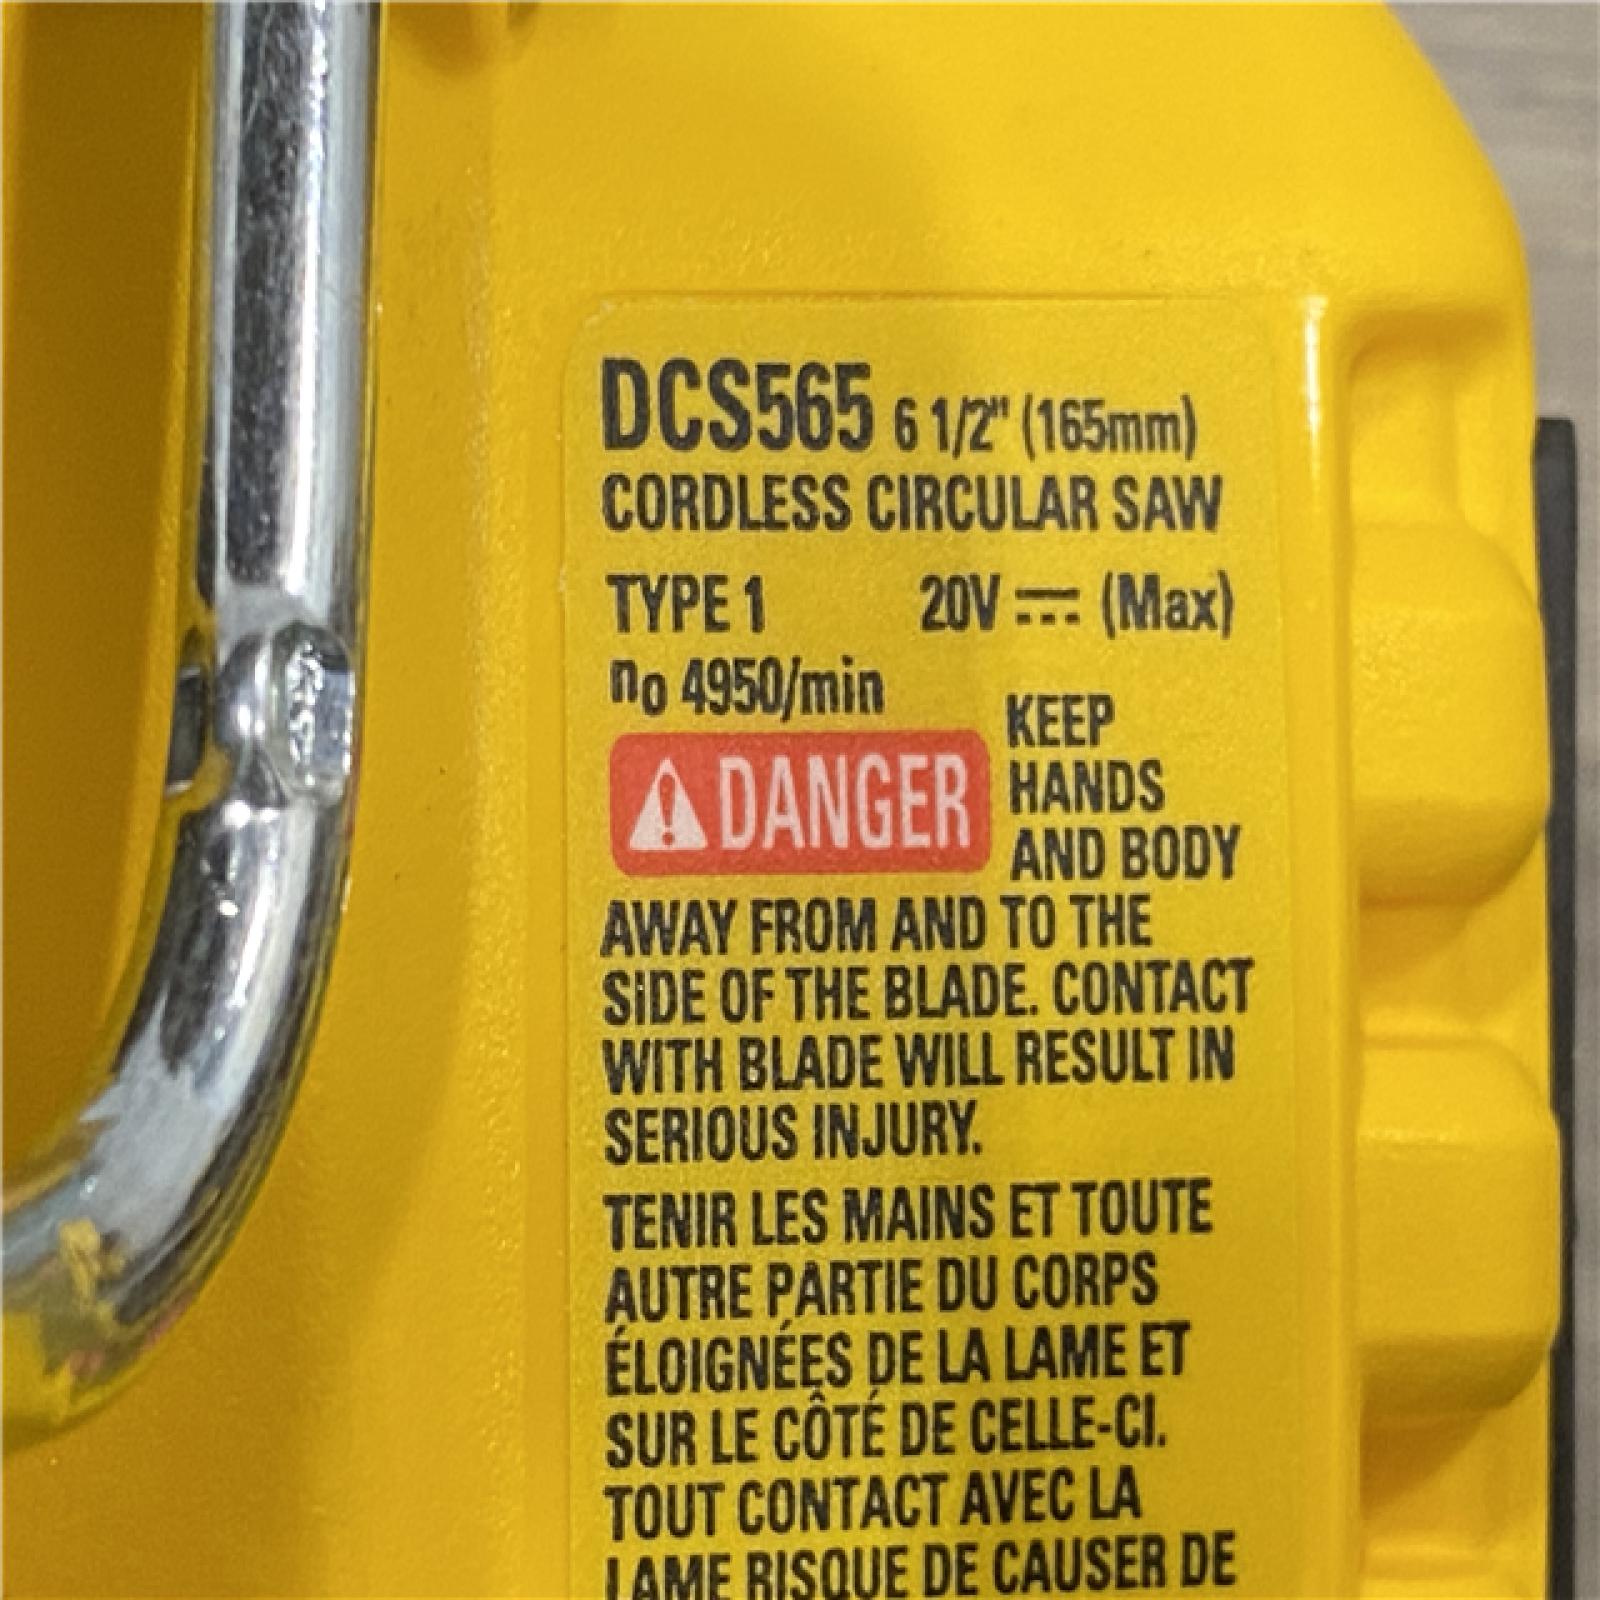 DCS565 6 1/2" (165mm)
CORDLESS CIRCULAR SAW
TYPE 1 20V ⎓ (Max)
no 4950/min
DANGER KEEP
HANDS
AND BODY
AWAY FROM AND TO THE
SIDE OF THE BLADE. CONTACT
WITH BLADE WILL RESULT IN
SERIOUS INJURY.
TENIR LES MAINS ET TOUTE
AUTRE PARTIE DU CORPS
ÉLOIGNÉES DE LA LAME ET
SUR LE CÔTÉ DE CELLE-CI.
TOUT CONTACT AVEC LA
LAME RISQUE DE CAUSER DE